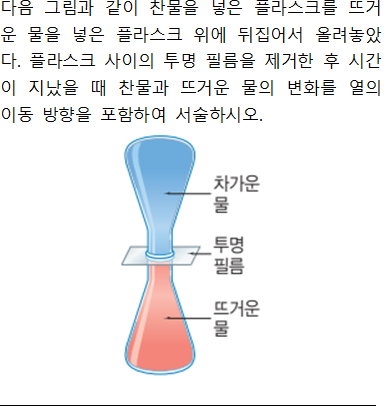 다음 그림과 같이 찬물을 넣은 플라스크를 뜨거
운 물을 넣은 플라스크 위에 뒤집어서 올려놓았
다. 플라스크 사이의 투명 필름을 제거한 후 시간
이 지났을 때 찬물과 뜨거운 물의 변화를 열의
이동 방향을 포함하여 서술하시오.
차가운
물
투명
필름
뜨거운
물